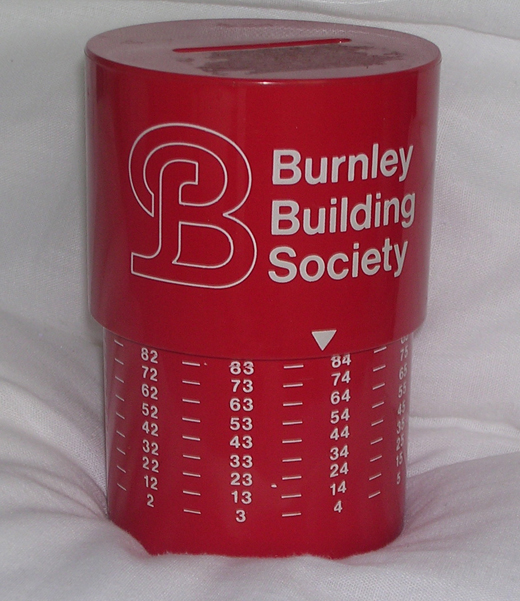 B
Burnley
Building
Society
82 — 83 — 84
72 — 73 — 74
62 — 63 — 64
52 — 53 — 54
42 — 43 — 44
32 — 33 — 34
22 — 23 — 24
12 — 13 — 14
2 — 3 — 4